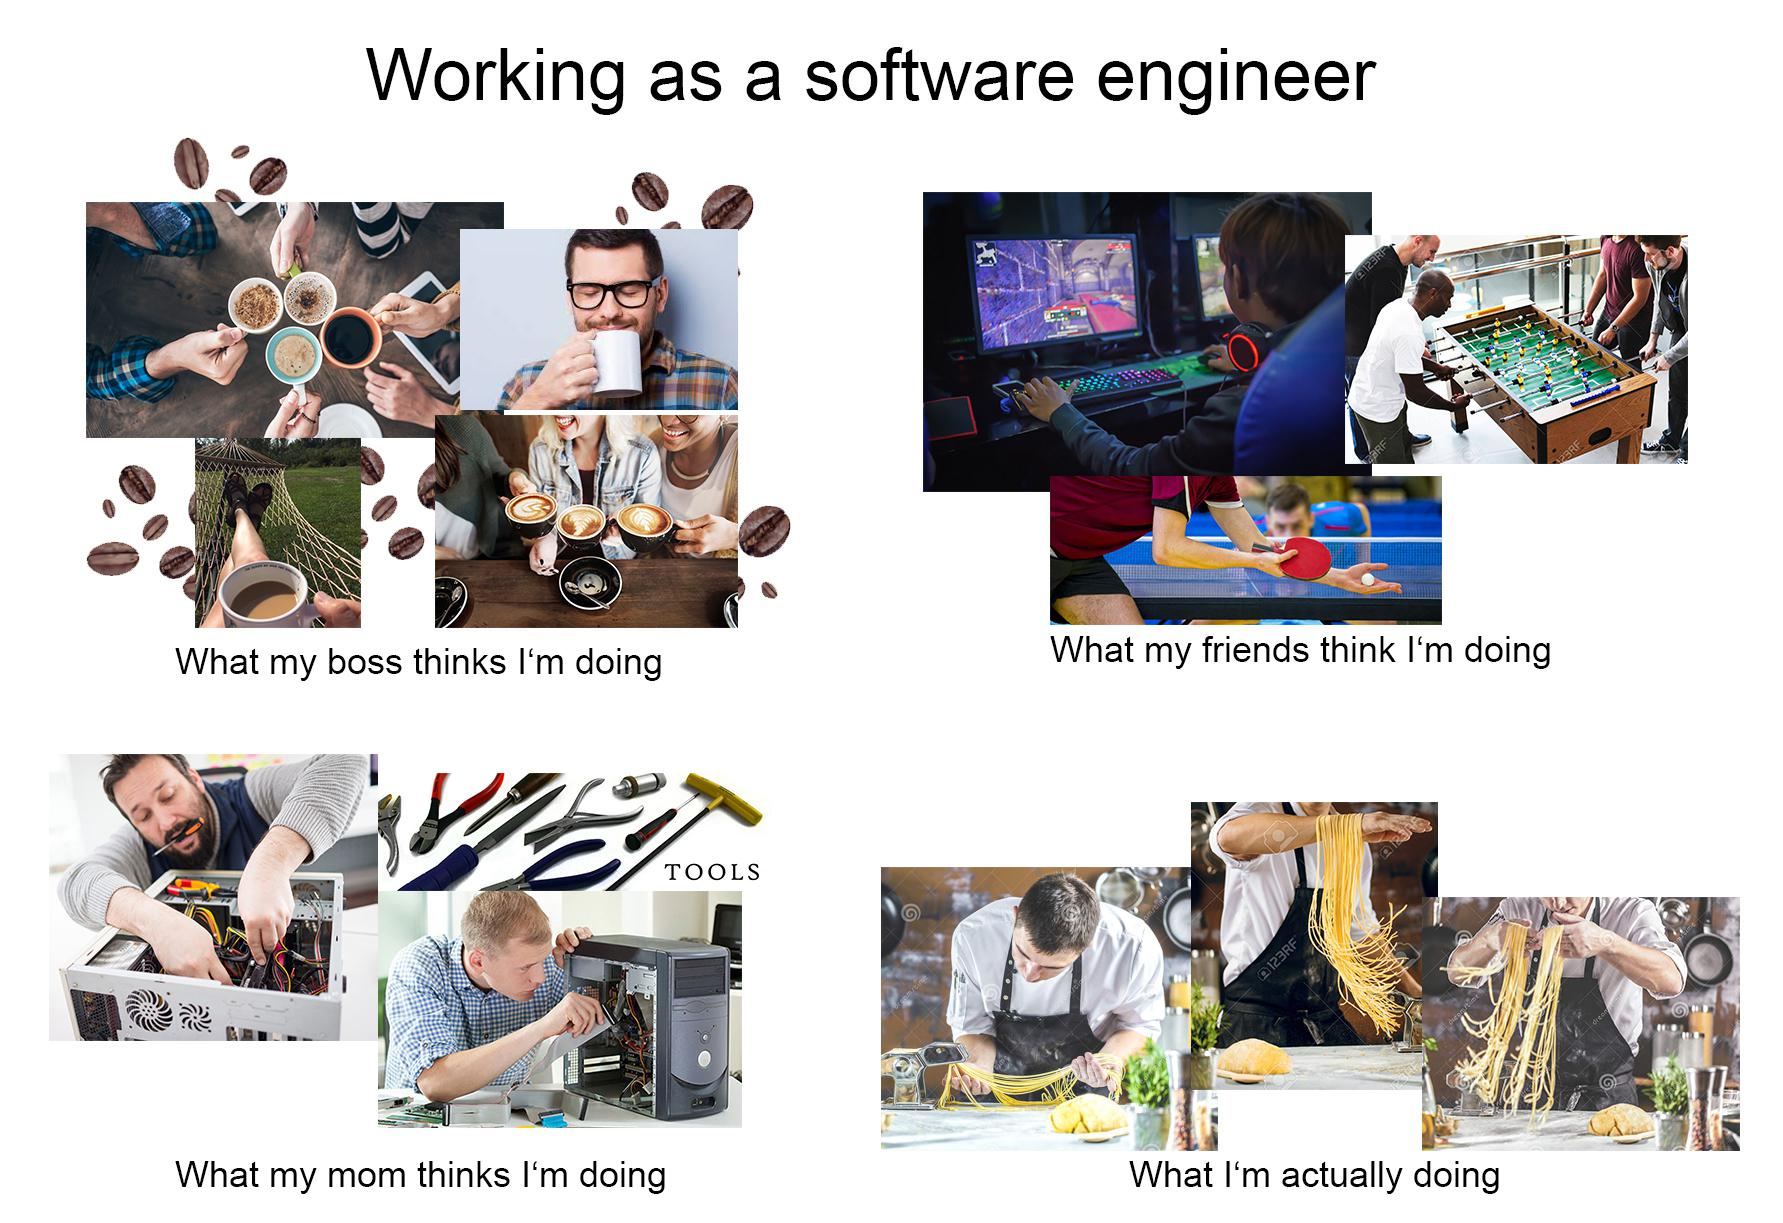 Working as a software engineer
What my boss thinks I‘m doing
What my friends think I‘m doing
TOOLS
What my mom thinks I‘m doing
What I‘m actually doing